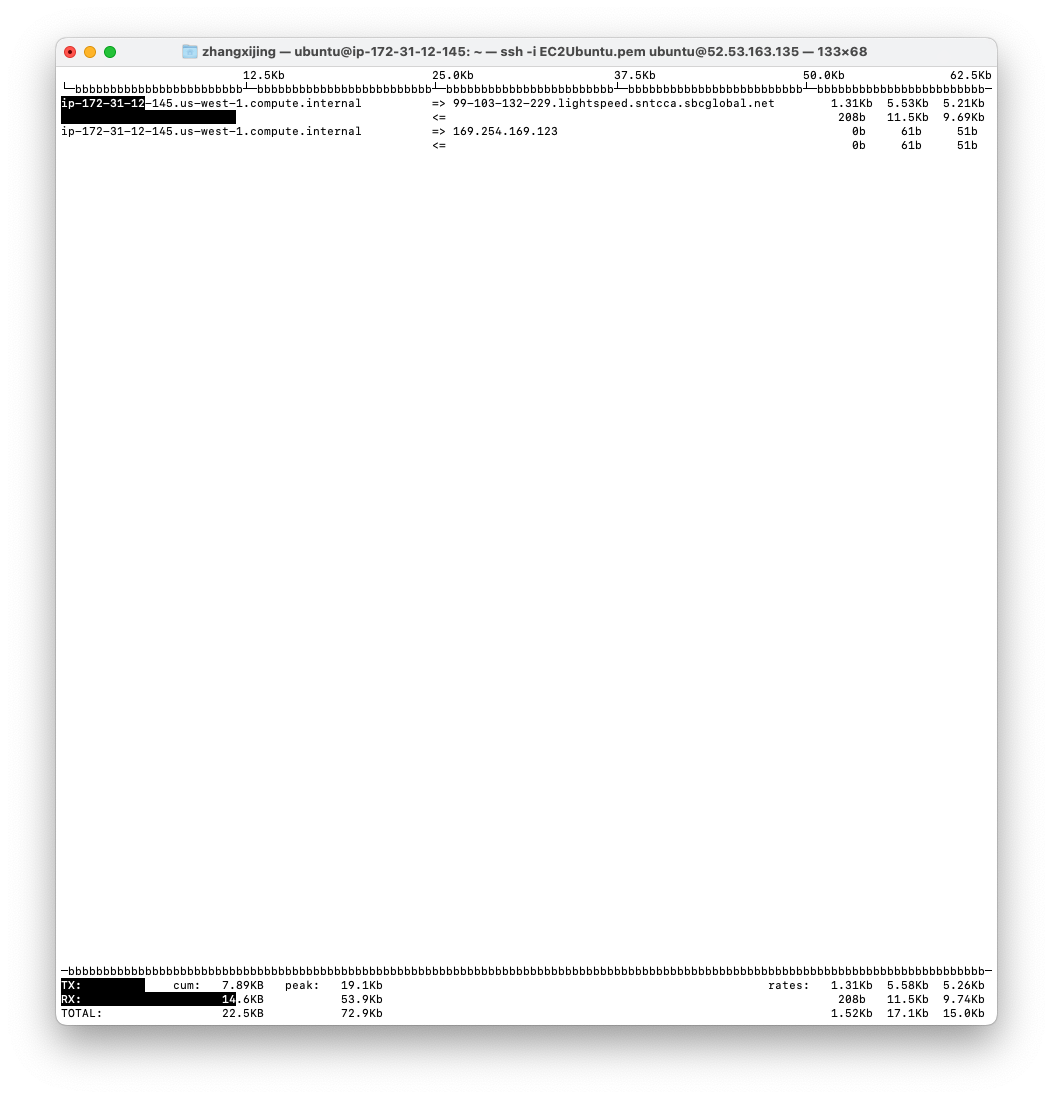 zhangxijing — ubuntu@ip-172-31-12-145: ~ — ssh -i EC2Ubuntu.pem ubuntu@52.53.163.135 — 133×68
12.5Kb 25.0Kb 37.5Kb 50.0Kb 62.5Kb
└─bbbbbbbbbbbbbbbbbbbbbbbb┴─bbbbbbbbbbbbbbbbbbbbbbbbb┴─bbbbbbbbbbbbbbbbbbbbbbbb┴─bbbbbbbbbbbbbbbbbbbbbbbbb┴─bbbbbbbbbbbbbbbbbbbbbbbb─
ip-172-31-12-145.us-west-1.compute.internal => 99-103-132-229.lightspeed.sntcca.sbcglobal.net 1.31Kb 5.53Kb 5.21Kb
<= 208b 11.5Kb 9.69Kb
ip-172-31-12-145.us-west-1.compute.internal => 169.254.169.123 0b 61b 51b
<= 0b 61b 51b
─bbbbbbbbbbbbbbbbbbbbbbbbbbbbbbbbbbbbbbbbbbbbbbbbbbbbbbbbbbbbbbbbbbbbbbbbbbbbbbbbbbbbbbbbbbbbbbbbbbbbbbbbbbbbbbbbbbbbbbbbbbbbbbbbbbb─
TX: cum: 7.89KB peak: 19.1Kb rates: 1.31Kb 5.58Kb 5.26Kb
RX: 14.6KB 53.9Kb 208b 11.5Kb 9.74Kb
TOTAL: 22.5KB 72.9Kb 1.52Kb 17.1Kb 15.0Kb